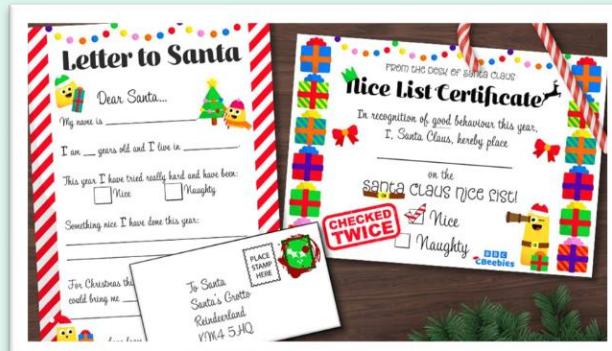 Letter to Santa
Dear Santa...
My name is
I am __ years old and I live in
This year I have tried really hard and have been:
Nice
Naughty
Something nice I have done this year:
For Christmas
could bring me
PLACE
STAMP
HERE
To Santa
Santa's Grotto
Reindeerland
XM4 5HQ
FROM THE DESK OF SANTA CLAUS
Nice List Certificate
In recognition of good behaviour this year,
I, Santa Claus, hereby place
on the
SANTA CLAUS NICE LIST!
CHECKED
TWICE
Nice
Naughty
BBC
CBeebies